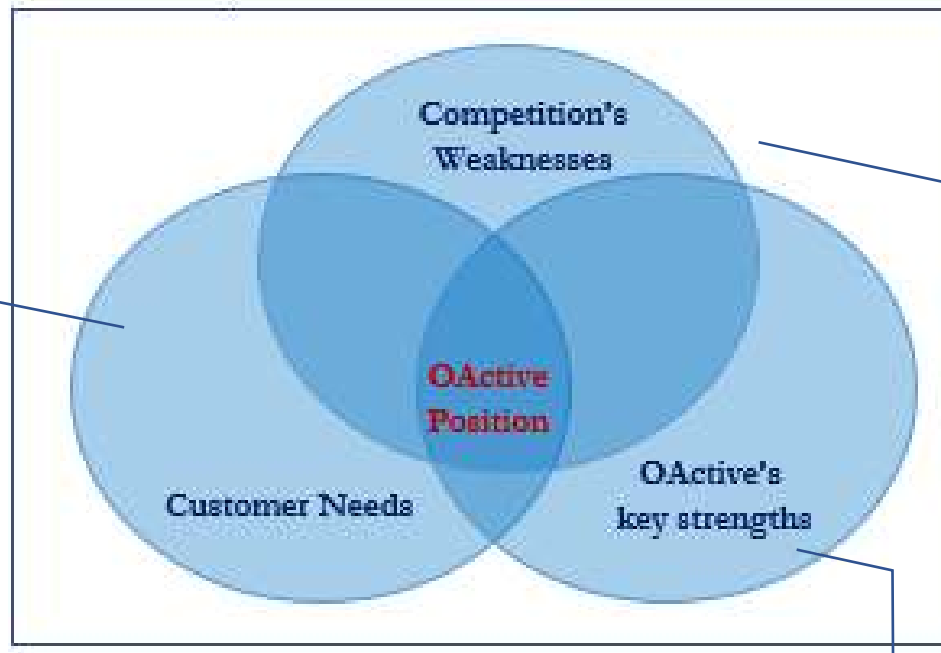 Competition's
Weaknesses
OActive
Position
OActive's
key strengths
Customer Needs